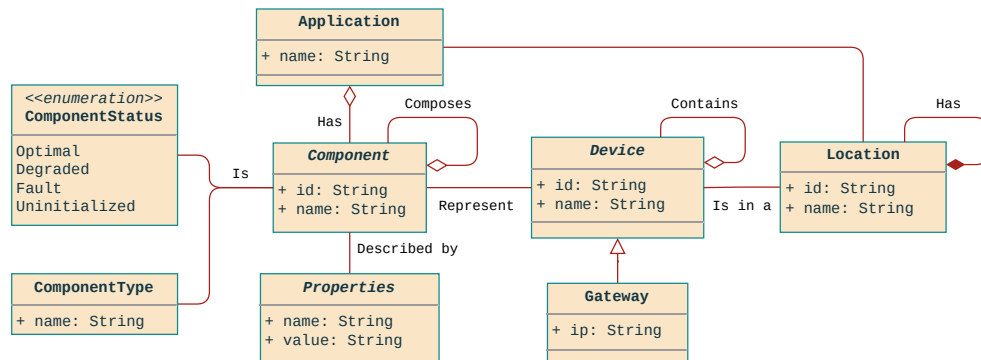 Application
+ name: String
<<enumeration>>
ComponentStatus
Optimal
Degraded
Fault
Uninitialized
Is
Has
Composes
Component
+ id: String
+ name: String
Represent
Contains
Device
+ id: String
+ name: String
Is in a
Has
Location
+ id: String
+ name: String
Described by
ComponentType
+ name: String
Properties
+ name: String
+ value: String
Gateway
+ ip: String